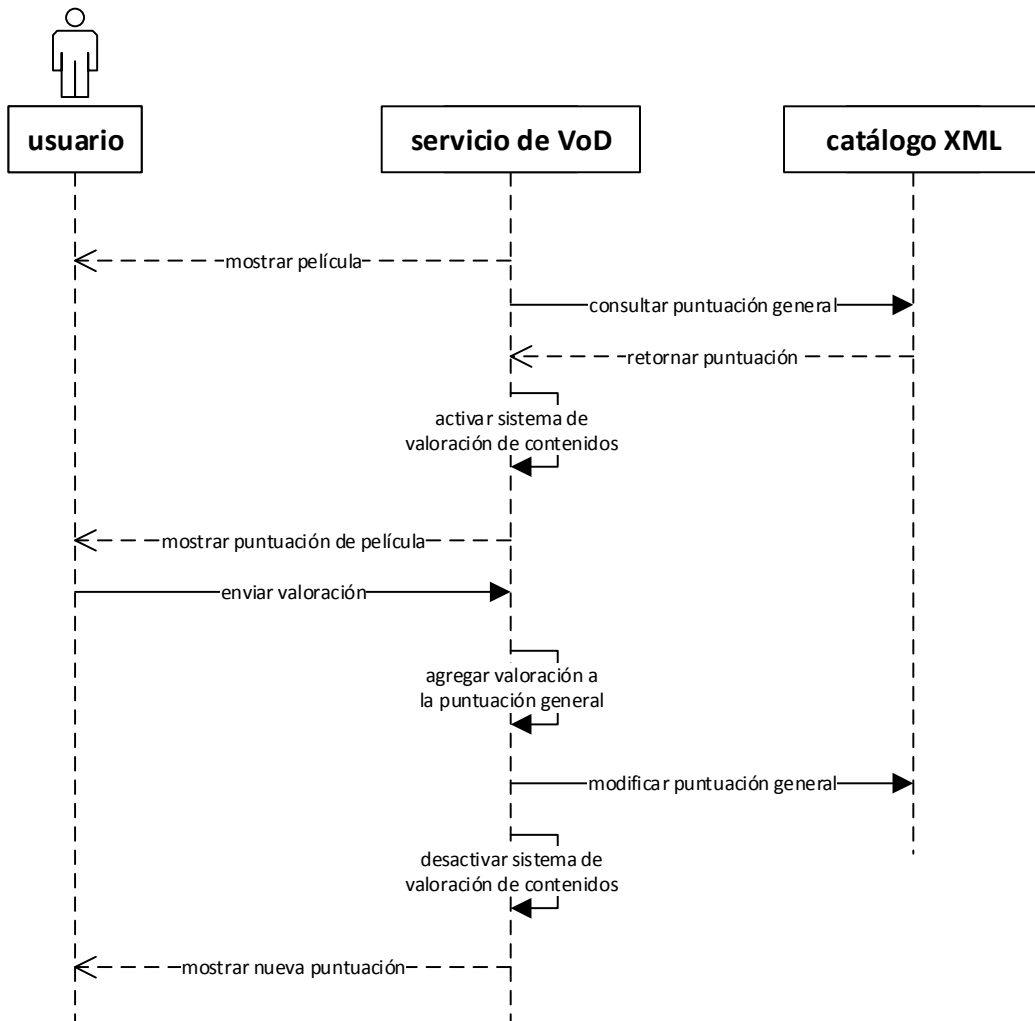 usuario
servicio de VoD
catálogo XML
mostrar película
consultar puntuación general
retornar puntuación
activar sistema de
valoración de contenidos
mostrar puntuación de película
enviar valoración
agregar valoración a
la puntuación general
modificar puntuación general
desactivar sistema de
valoración de contenidos
mostrar nueva puntuación